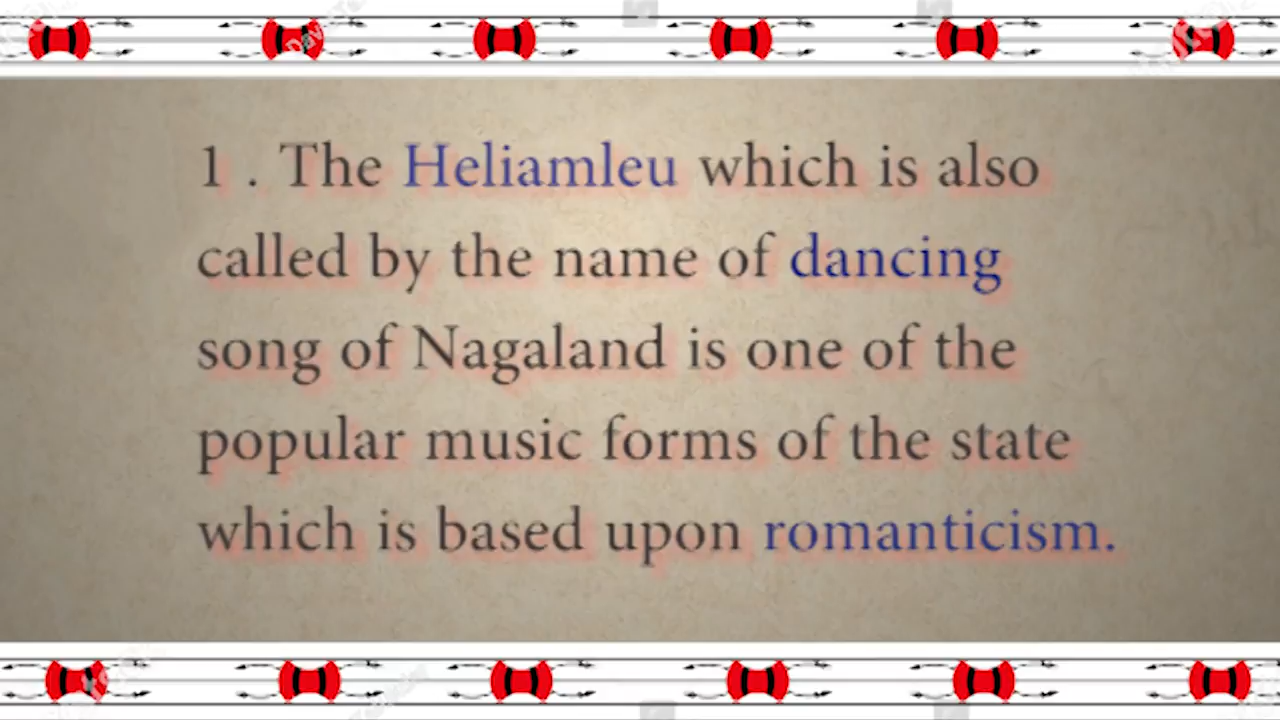 1 . The Heliamleu which is also
called by the name of dancing
song of Nagaland is one of the
popular music forms of the state
which is based upon romanticism.